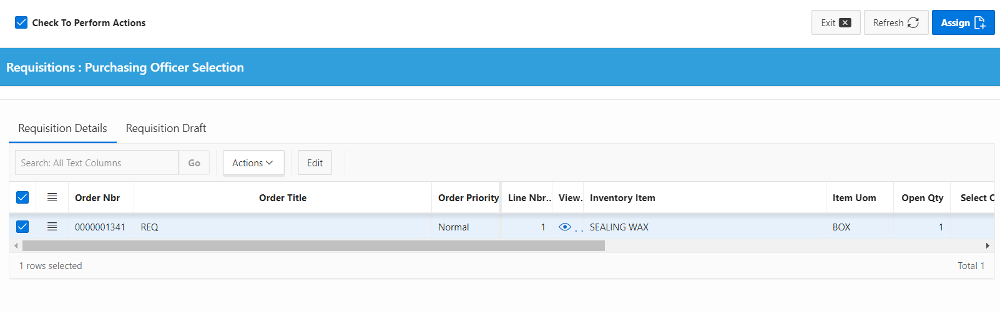 Check To Perform Actions Exit Refresh Assign
Requisitions : Purchasing Officer Selection
Requisition Details Requisition Draft
Search: All Text Columns Go Actions Edit
Order Nbr Order Title Order Priority Line Nbr.. View. Inventory Item Item Uom Open Qty Select
0000001341 REQ Normal 1 . . SEALING WAX BOX 1
1 rows selected Total 1